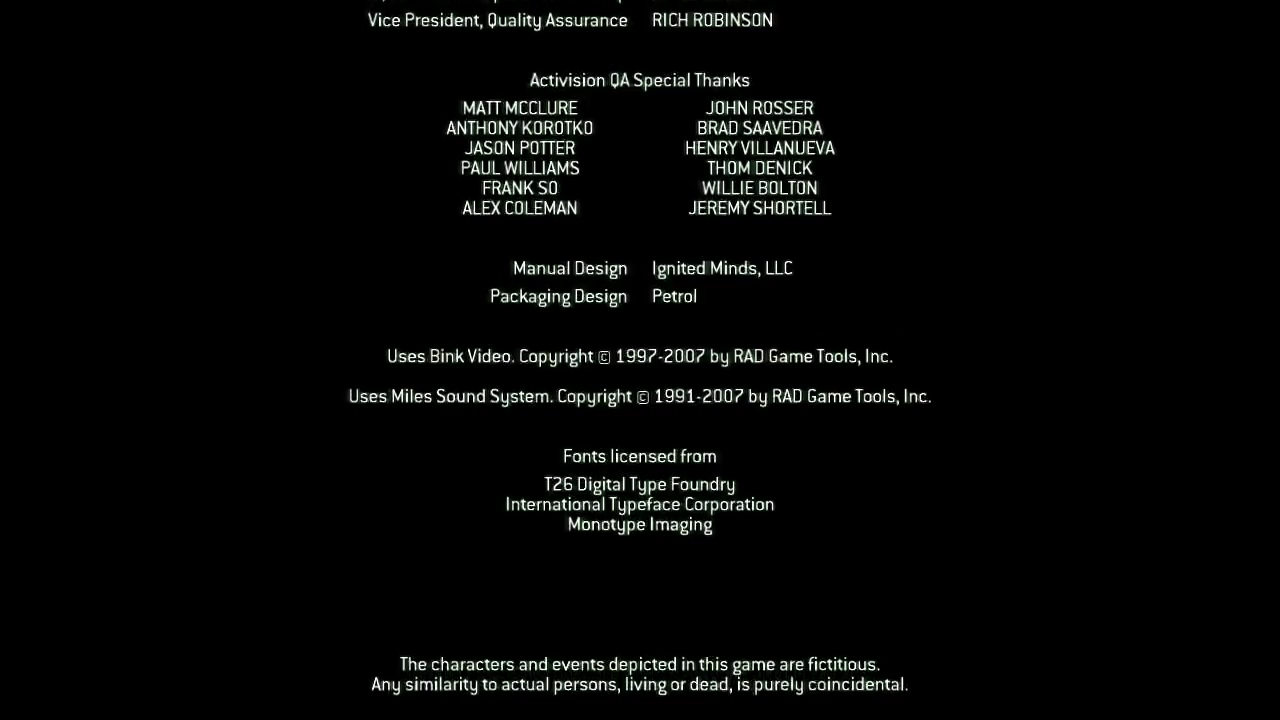 Vice President, Quality Assurance RICH ROBINSON
Activision QA Special Thanks
MATT MCCLURE JOHN ROSSER
ANTHONY KOROTKO BRAD SAAVEDRA
JASON POTTER HENRY VILLANUEVA
PAUL WILLIAMS THOM DENICK
FRANK SO WILLIE BOLTON
ALEX COLEMAN JEREMY SHORTELL
Manual Design Ignited Minds, LLC
Packaging Design Petrol
Uses Bink Video. Copyright © 1997-2007 by RAD Game Tools, Inc.
Uses Miles Sound System. Copyright © 1991-2007 by RAD Game Tools, Inc.
Fonts licensed from
T26 Digital Type Foundry
International Typeface Corporation
Monotype Imaging
The characters and events depicted in this game are fictitious.
Any similarity to actual persons, living or dead, is purely coincidental.